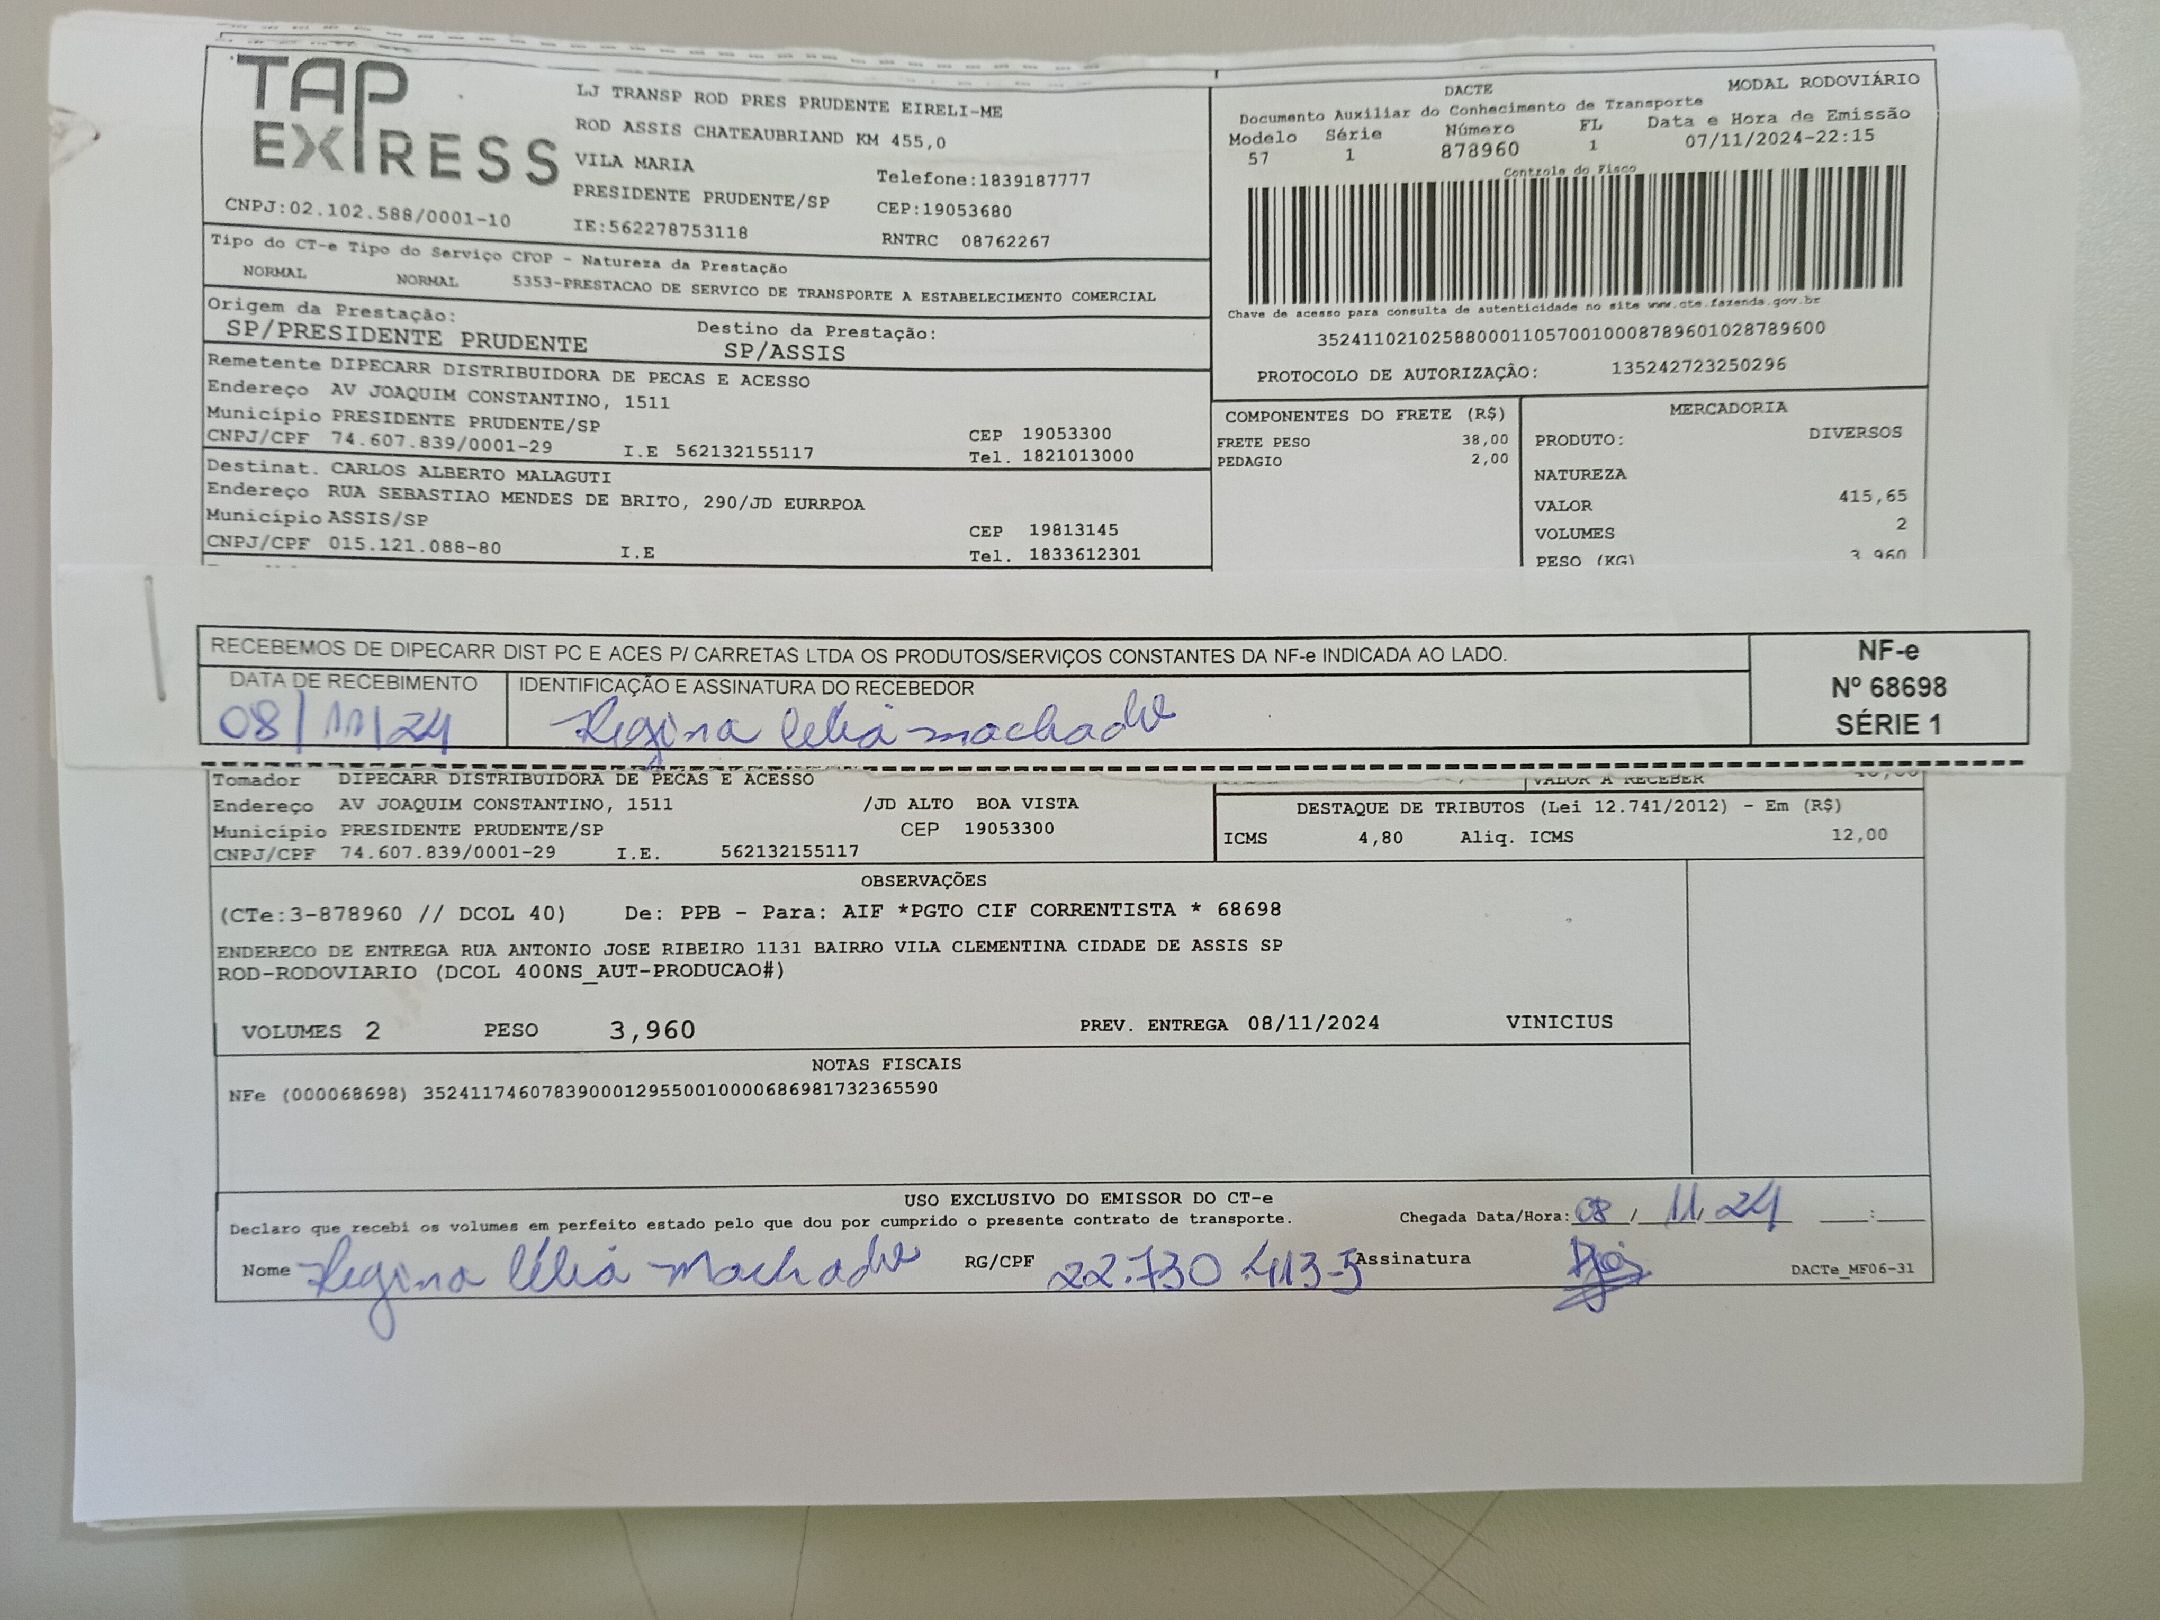 TAP EXPRESS
LJ TRANSP ROD PRES PRUDENTE EIRELI-ME
ROD ASSIS CHATEAUBRIAND KM 455,0
VILA MARIA Telefone:1839187777
PRESIDENTE PRUDENTE/SP CEP:19053680
CNPJ:02.102.588/0001-10 IE:562278753118 RNTRC 08762267
DACTE MODAL RODOVIÁRIO
Documento Auxiliar do Conhecimento de Transporte
Modelo Série Número FL Data e Hora de Emissão
57 1 878960 1 07/11/2024-22:15
Controle do Fisco
Chave de acesso para consulta de autenticidade no site www.cte.fazenda.gov.br
35241102102588000110570010008789601028789600
PROTOCOLO DE AUTORIZAÇÃO: 135242723250296
Tipo do CT-e Tipo do Serviço CFOP - Natureza da Prestação
NORMAL NORMAL 5353-PRESTACAO DE SERVICO DE TRANSPORTE A ESTABELECIMENTO COMERCIAL
Origem da Prestação: Destino da Prestação:
SP/PRESIDENTE PRUDENTE SP/ASSIS
Remetente DIPECARR DISTRIBUIDORA DE PECAS E ACESSO
Endereço AV JOAQUIM CONSTANTINO, 1511
Município PRESIDENTE PRUDENTE/SP CEP 19053300
CNPJ/CPF 74.607.839/0001-29 I.E 562132155117 Tel. 1821013000
Destinat. CARLOS ALBERTO MALAGUTI
Endereço RUA SEBASTIAO MENDES DE BRITO, 290/JD EURRPOA
Município ASSIS/SP CEP 19813145
CNPJ/CPF 015.121.088-80 I.E Tel. 1833612301
COMPONENTES DO FRETE (R$)
FRETE PESO 38,00
PEDAGIO 2,00
MERCADORIA
PRODUTO: DIVERSOS
NATUREZA
VALOR 415,65
VOLUMES 2
PESO (KG) 3,960
RECEBEMOS DE DIPECARR DIST PC E ACES P/ CARRETAS LTDA OS PRODUTOS/SERVIÇOS CONSTANTES DA NF-e INDICADA AO LADO.
DATA DE RECEBIMENTO IDENTIFICAÇÃO E ASSINATURA DO RECEBEDOR
08/11/24 Regina Célia Machado
NF-e
Nº 68698
SÉRIE 1
Tomador DIPECARR DISTRIBUIDORA DE PECAS E ACESSO
Endereço AV JOAQUIM CONSTANTINO, 1511 /JD ALTO BOA VISTA
Município PRESIDENTE PRUDENTE/SP CEP 19053300
CNPJ/CPF 74.607.839/0001-29 I.E. 562132155117
VALOR A RECEBER
DESTAQUE DE TRIBUTOS (Lei 12.741/2012) - Em (R$)
ICMS 4,80 Aliq. ICMS 12,00
OBSERVAÇÕES
(CTe:3-878960 // DCOL 40) De: PPB - Para: AIF *PGTO CIF CORRENTISTA * 68698
ENDERECO DE ENTREGA RUA ANTONIO JOSE RIBEIRO 1131 BAIRRO VILA CLEMENTINA CIDADE DE ASSIS SP
ROD-RODOVIARIO (DCOL 400NS_AUT-PRODUCAO#)
VOLUMES 2 PESO 3,960 PREV. ENTREGA 08/11/2024 VINICIUS
NOTAS FISCAIS
NFe (000068698) 35241174607839000129550010000686981732365590
USO EXCLUSIVO DO EMISSOR DO CT-e
Declaro que recebi os volumes em perfeito estado pelo que dou por cumprido o presente contrato de transporte. Chegada Data/Hora: 08 / 11 / 24 :
Nome Regina Célia Machado RG/CPF 22.730.413-5 Assinatura DACTe_MF06-31